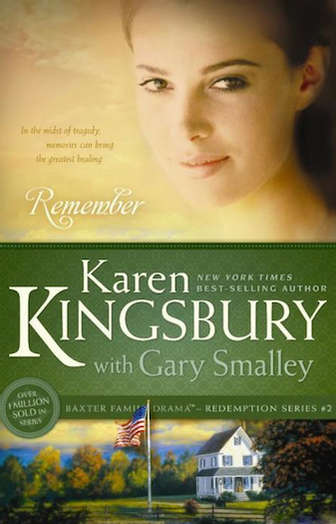 In the midst of tragedy,
memories can bring
the greatest healing
Remember
Karen
NEW YORK TIMES
BEST-SELLING AUTHOR
KINGSBURY
with Gary Smalley
OVER
1 MILLION
SOLD IN
SERIES
BAXTER FAMILY DRAMA™ ~ REDEMPTION SERIES #2